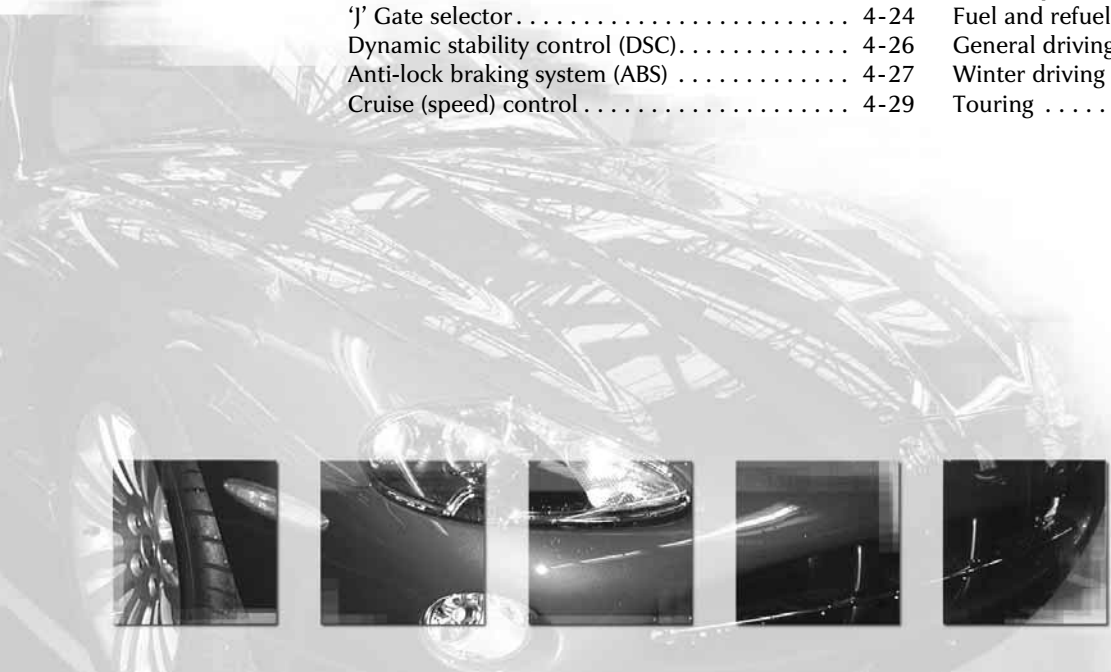 ‘J’ Gate selector . . . . . . . . . . . . . . . . . . . . . . . . . . 4-24
Dynamic stability control (DSC). . . . . . . . . . . . . . 4-26
Anti-lock braking system (ABS) . . . . . . . . . . . . . . 4-27
Cruise (speed) control . . . . . . . . . . . . . . . . . . . . . . 4-29
Fuel and refuel
General driving
Winter driving
Touring . . . . .